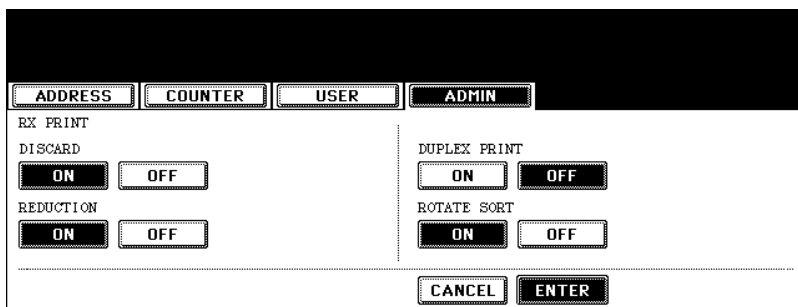 ADDRESS COUNTER USER ADMIN
RX PRINT
DISCARD
ON OFF
REDUCTION
ON OFF
DUPLEX PRINT
ON OFF
ROTATE SORT
ON OFF
CANCEL ENTER